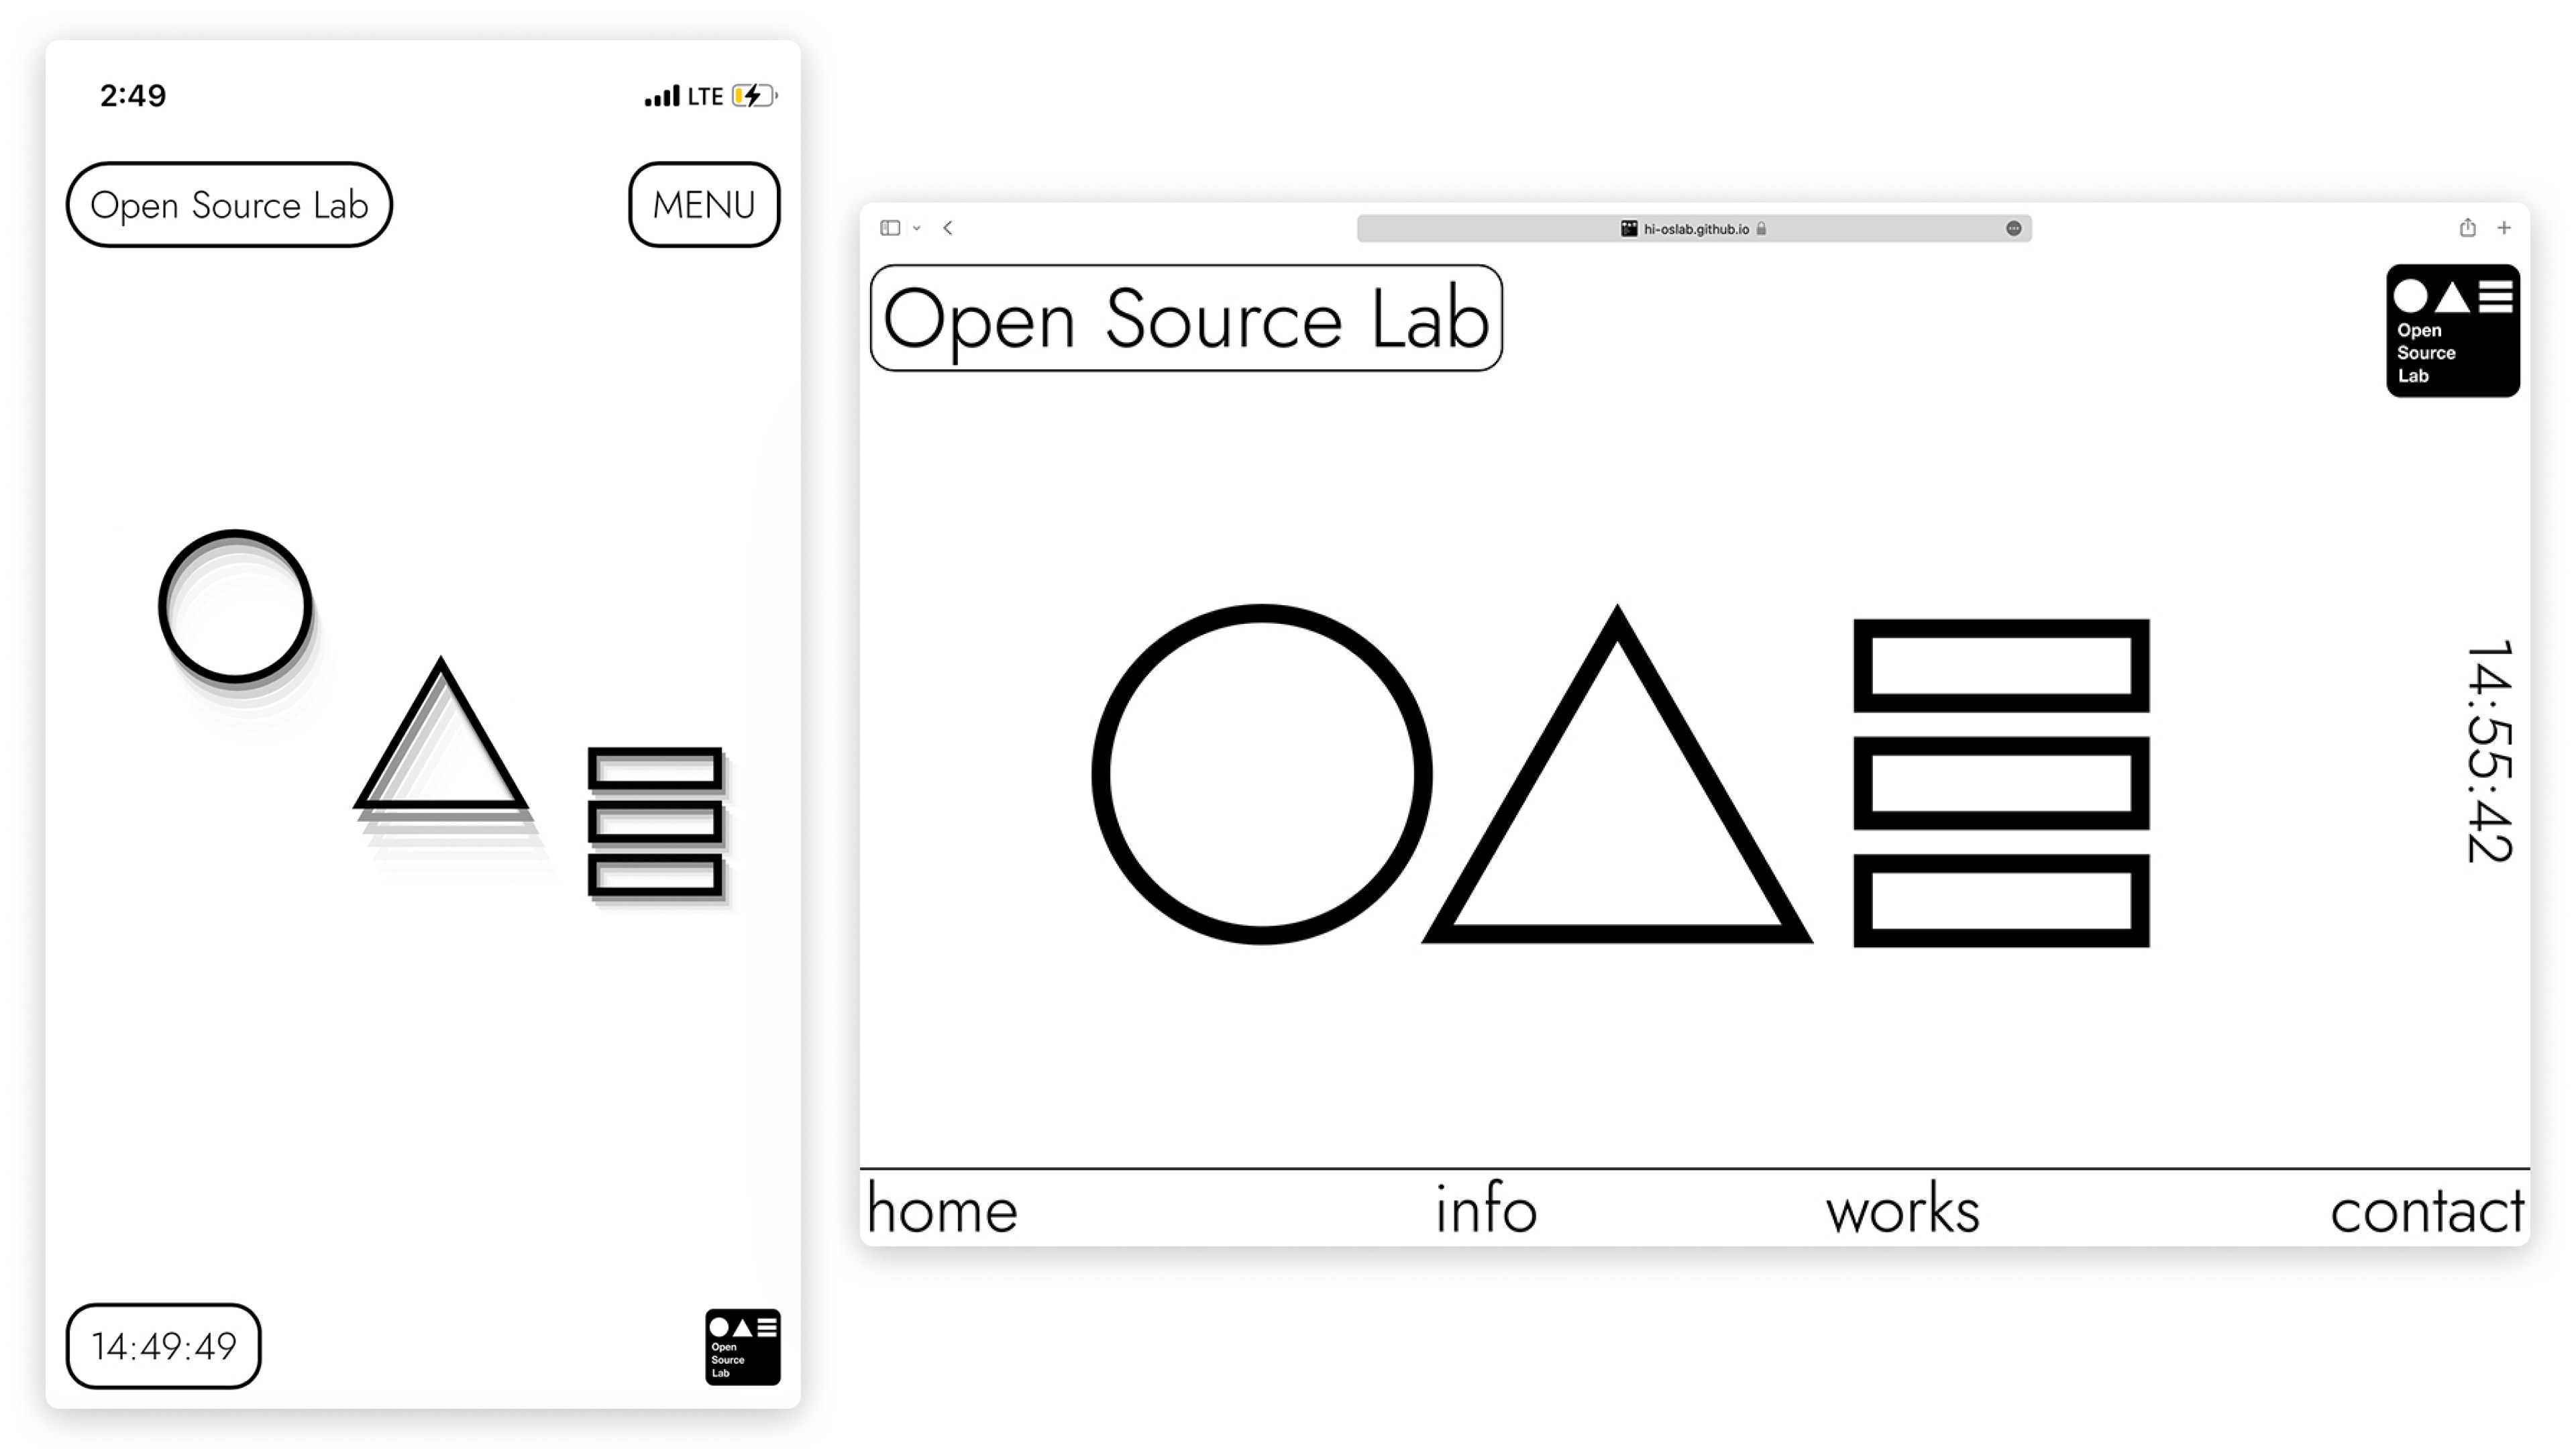 2:49
LTE
Open Source Lab
MENU
14:49:49
Open
Source
Lab
hi-oslab.github.io
Open Source Lab
Open
Source
Lab
14:55:42
home
info
works
contact